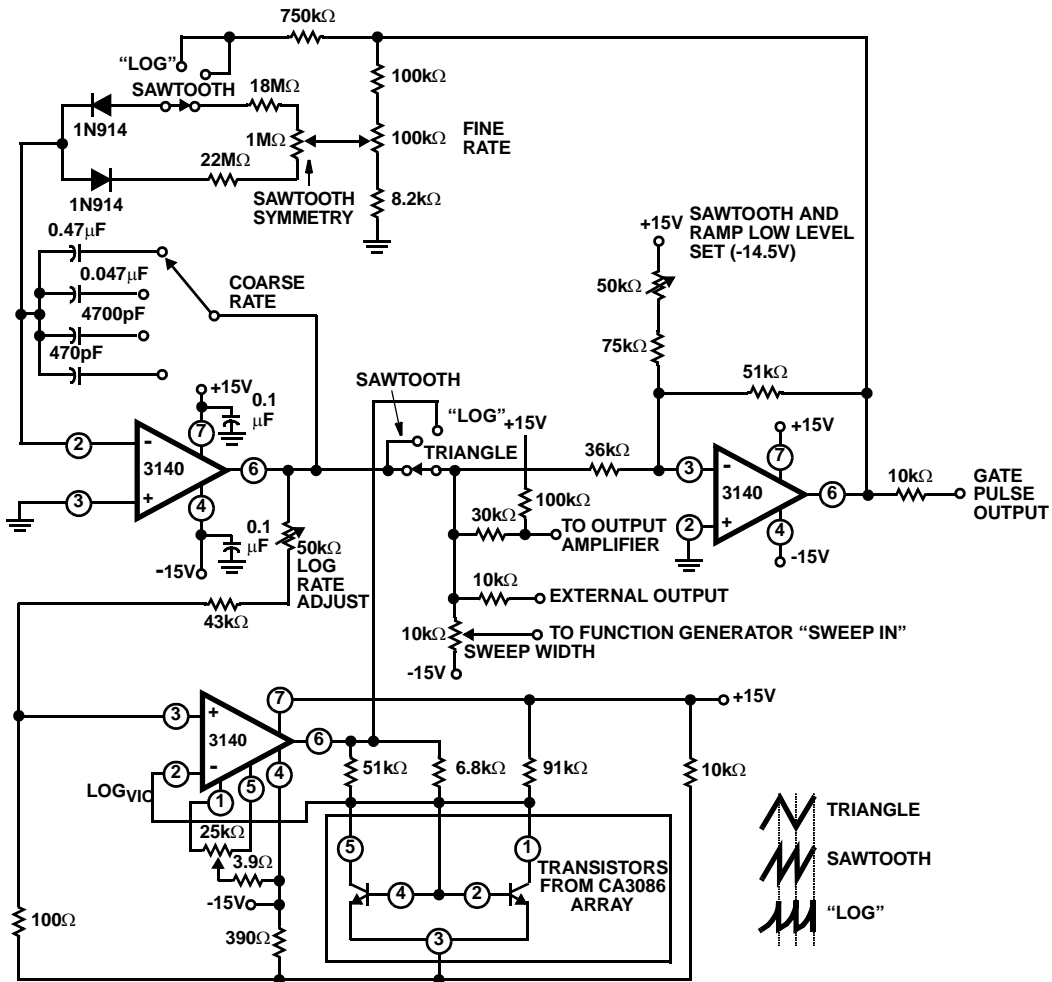 750kΩ
“LOG”
SAWTOOTH
18MΩ
100kΩ
1N914
1MΩ
100kΩ
FINE
RATE
22MΩ
1N914
SAWTOOTH
SYMMETRY
8.2kΩ
0.47μF
0.047μF
4700pF
470pF
COARSE
RATE
+15V
SAWTOOTH AND
RAMP LOW LEVEL
SET (-14.5V)
50kΩ
75kΩ
51kΩ
+15V
0.1
μF
7
2
-
3140
6
3
+
4
0.1
μF
-15V
50kΩ
LOG
RATE
ADJUST
43kΩ
SAWTOOTH
“LOG”
TRIANGLE
+15V
36kΩ
100kΩ
30kΩ
TO OUTPUT
AMPLIFIER
10kΩ
EXTERNAL OUTPUT
10kΩ
TO FUNCTION GENERATOR “SWEEP IN”
SWEEP WIDTH
-15V
+15V
7
3
-
3140
6
2
+
4
-15V
10kΩ
GATE
PULSE
OUTPUT
7
+15V
3
+
3140
6
2
-
4
5
1
LOGVIO
25kΩ
3.9Ω
-15V
390Ω
100Ω
51kΩ
6.8kΩ
91kΩ
10kΩ
5
1
4
2
3
TRANSISTORS
FROM CA3086
ARRAY
TRIANGLE
SAWTOOTH
“LOG”